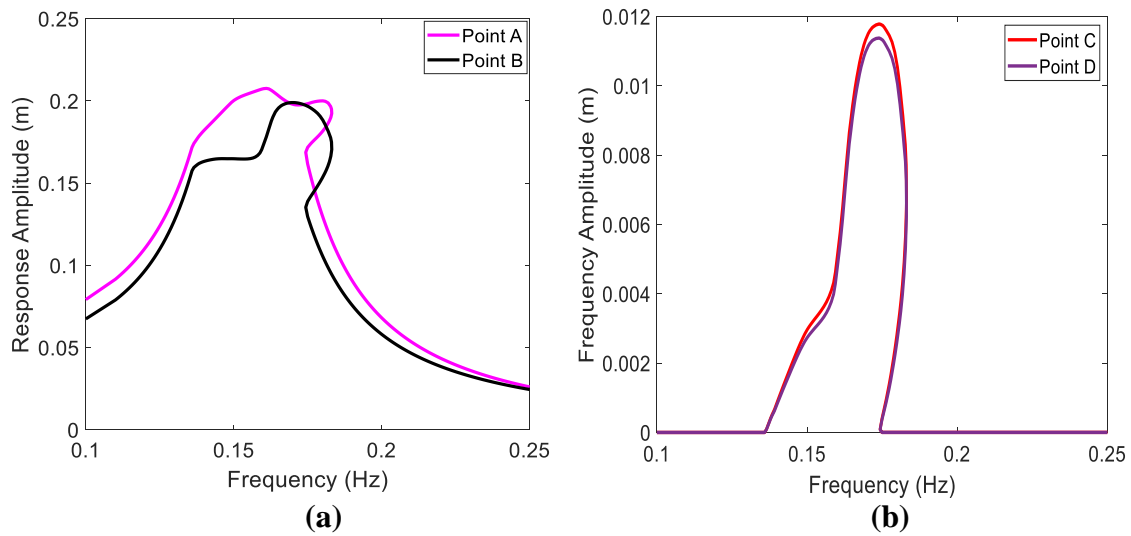 0.25
0.2
0.15
0.1
0.05
0
Response Amplitude (m)
Point A
Point B
0.1
0.15
0.2
0.25
Frequency (Hz)
(a)
0.012
0.01
0.008
0.006
0.004
0.002
0
Frequency Amplitude (m)
Point C
Point D
0.1
0.15
0.2
0.25
Frequency (Hz)
(b)